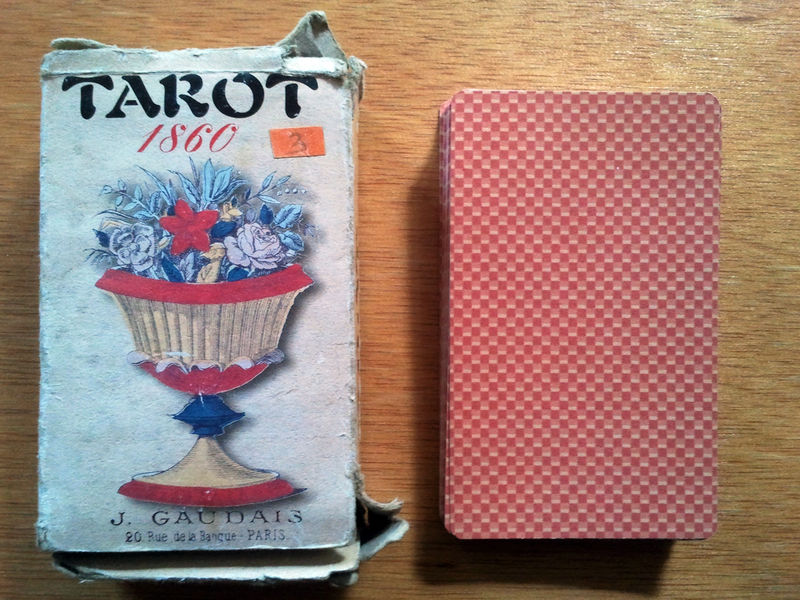 TAROT
1860
3
J. GAUDAIS
20 Rue de la Banque - PARIS